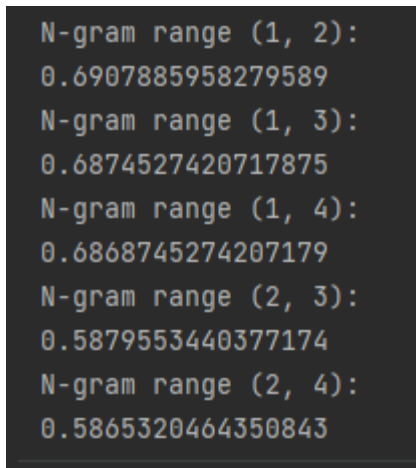 N-gram range (1, 2):
0.6907885958279589
N-gram range (1, 3):
0.6874527420717875
N-gram range (1, 4):
0.6868745274207179
N-gram range (2, 3):
0.5879553440377174
N-gram range (2, 4):
0.5865320464350843